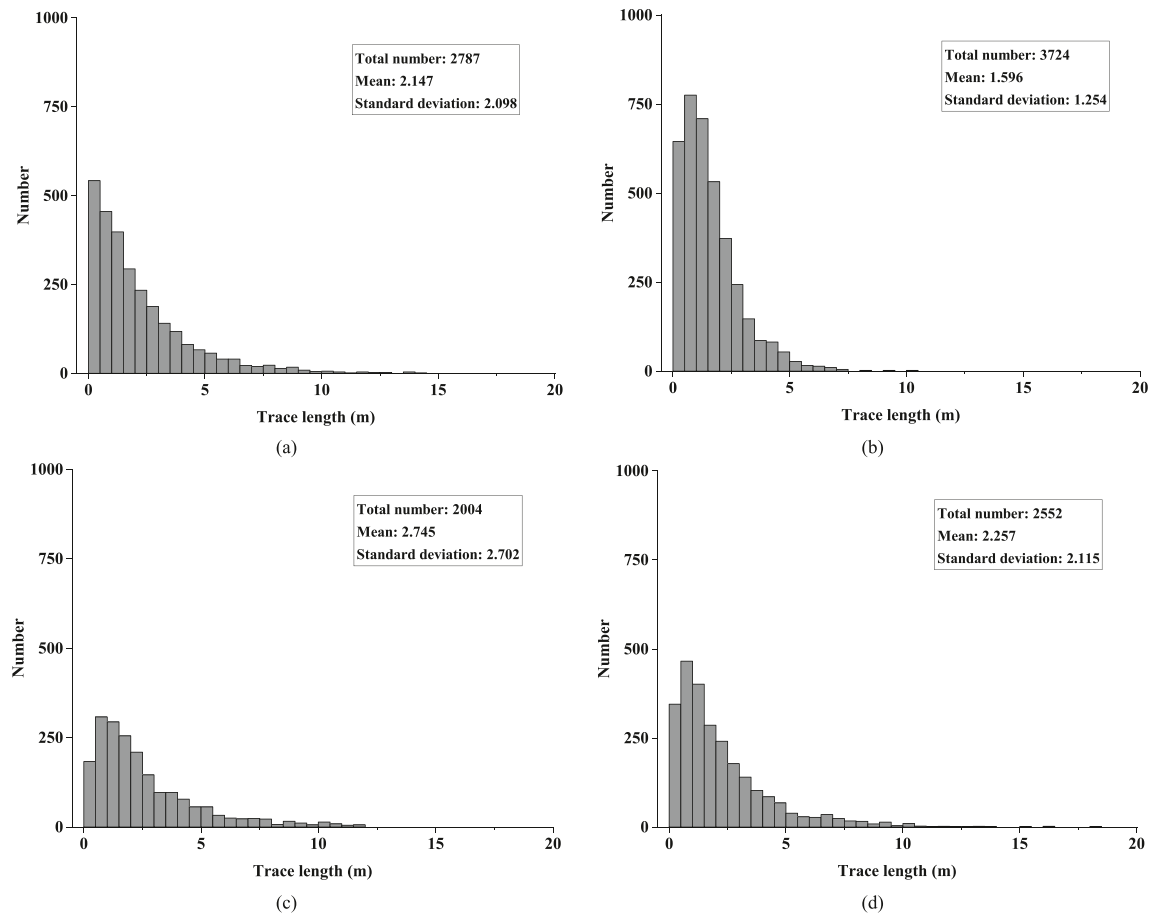 1000
750
500
250
0
Number
Total number: 2787
Mean: 2.147
Standard deviation: 2.098
0 5 10 15 20
Trace length (m)
(a)
1000
750
500
250
0
Number
Total number: 3724
Mean: 1.596
Standard deviation: 1.254
0 5 10 15 20
Trace length (m)
(b)
1000
750
500
250
0
Number
Total number: 2004
Mean: 2.745
Standard deviation: 2.702
0 5 10 15 20
Trace length (m)
(c)
1000
750
500
250
0
Number
Total number: 2552
Mean: 2.257
Standard deviation: 2.115
0 5 10 15 20
Trace length (m)
(d)